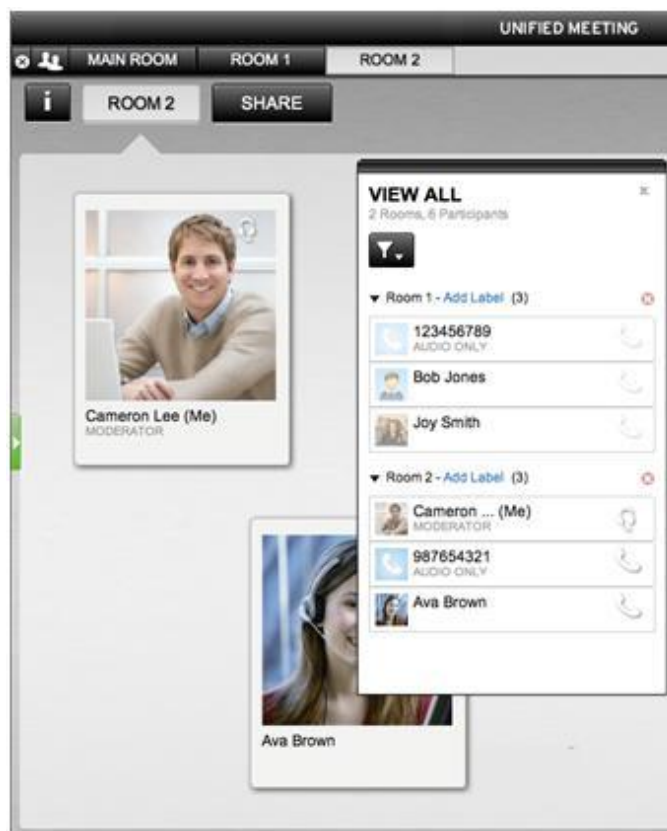 UNIFIED MEETING
MAIN ROOM
ROOM 1
ROOM 2
i
ROOM 2
SHARE
VIEW ALL
2 Rooms, 6 Participants
Room 1 - Add Label (3)
123456789
AUDIO ONLY
Bob Jones
Joy Smith
Room 2 - Add Label (3)
Cameron ... (Me)
MODERATOR
987654321
AUDIO ONLY
Ava Brown
Cameron Lee (Me)
MODERATOR
Ava Brown